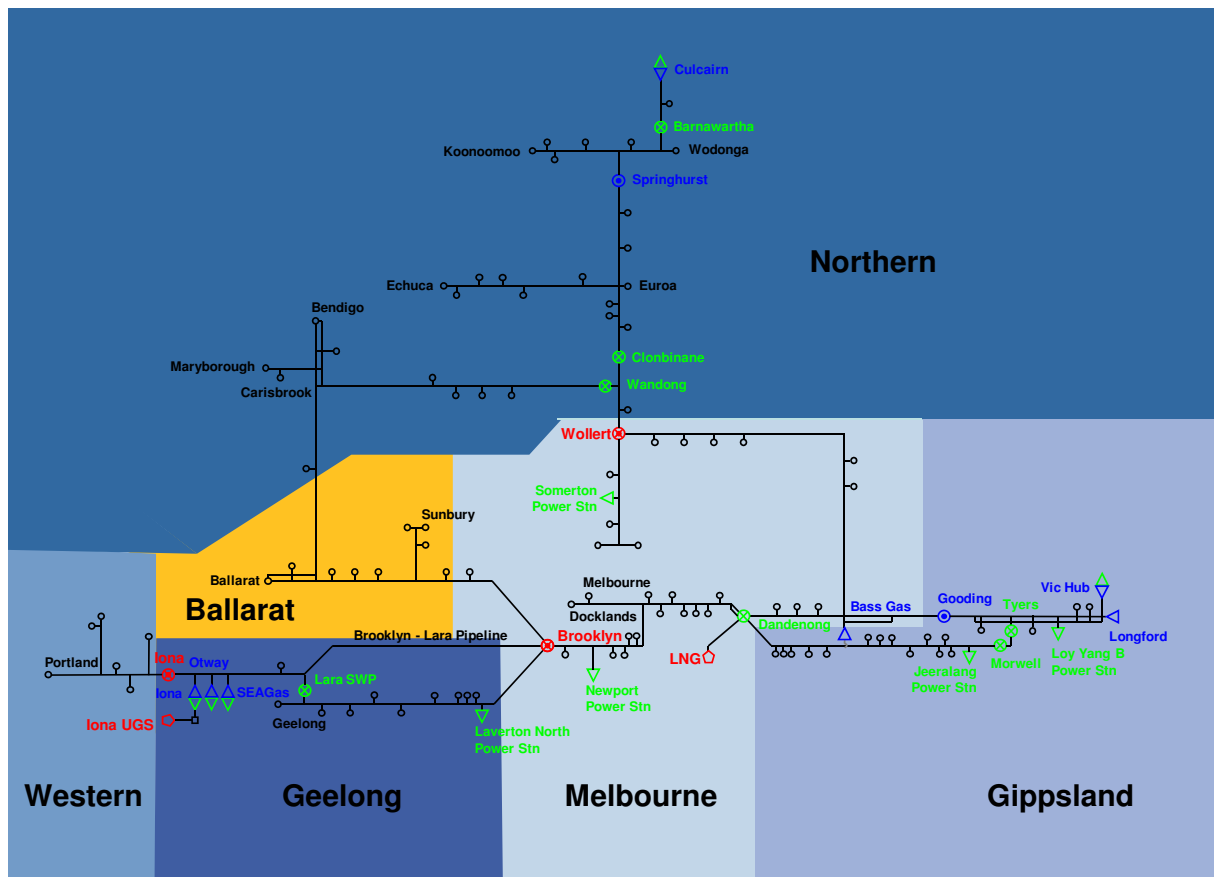 Culcairn
Barnawartha
Koonoomoo
Wodonga
Springhurst
Northern
Echuca
Euroa
Bendigo
Clonbinane
Maryborough
Carisbrook
Wandong
Wollert
Somerton
Power Stn
Sunbury
Ballarat
Ballarat
Melbourne
Docklands
Brooklyn - Lara Pipeline
Brooklyn
Dandenong
Bass Gas
Gooding
Tyers
Vic Hub
Longford
LNG
Morwell
Jeeralang
Power Stn
Loy Yang B
Power Stn
Portland
Iona
Otway
Iona
SEAGas
Lara SWP
Newport
Power Stn
Iona UGS
Geelong
Laverton North
Power Stn
Western
Geelong
Melbourne
Gippsland